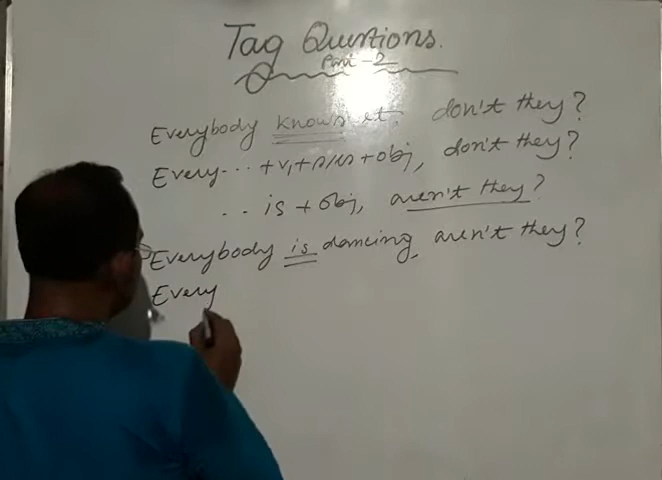 Tag Questions.
Part-2
Everybody knows it, don't they?
Every... + v₁ + s/es + obj, don't they?
.. is + obj, aren't they?
Everybody is dancing, aren't they?
Every